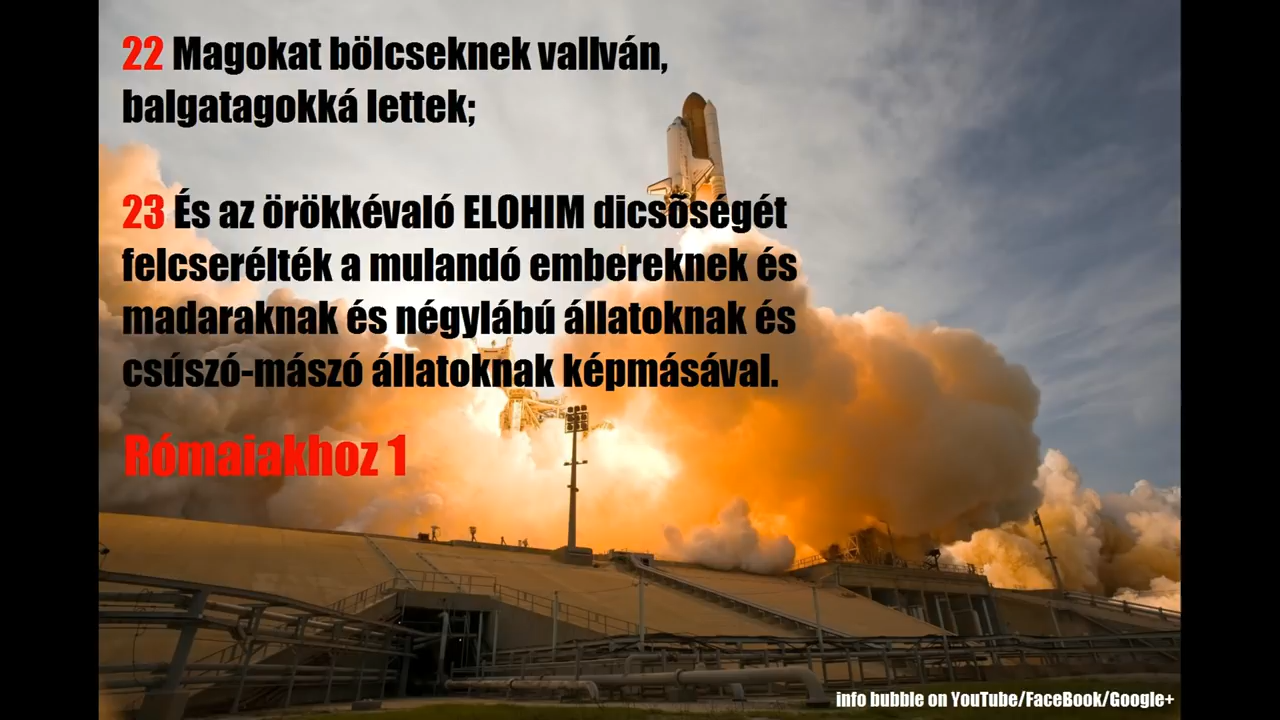 22 Magokat bölcseknek vallván,
balgatagokká lettek;
23 És az örökkévaló ELOHIM dicsõségét
felcserélték a mulandó embereknek és
madaraknak és négylábú állatoknak és
csúszó-mászó állatoknak képmásával.
Rómaiakhoz 1
info bubble on YouTube/FaceBook/Google+